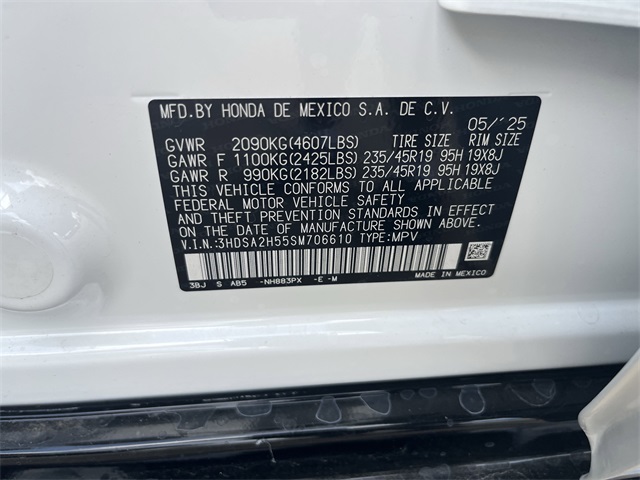 MFD.BY HONDA DE MEXICO S.A. DE C.V.
05/´25
GVWR 2090KG(4607LBS) TIRE SIZE RIM SIZE
GAWR F 1100KG(2425LBS) 235/45R19 95H 19X8J
GAWR R 990KG(2182LBS) 235/45R19 95H 19X8J
THIS VEHICLE CONFORMS TO ALL APPLICABLE
FEDERAL MOTOR VEHICLE SAFETY
AND THEFT PREVENTION STANDARDS IN EFFECT
ON THE DATE OF MANUFACTURE SHOWN ABOVE.
V.I.N.:3HDSA2H55SM706610 TYPE:MPV
3BJ S AB5 -NH883PX -E -M
MADE IN MEXICO